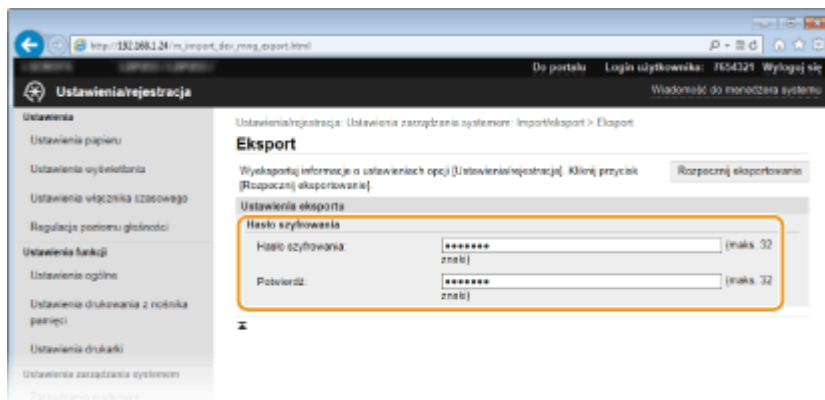 http://192.168.1.24/m_import_der_mng_export.html
Do portalu Login użytkownika: 7654321 Wyloguj się
Ustawienia/rejestracja
Wiadomość do menedżera systemu
Ustawienia
Ustawienia papieru
Ustawienia wyświetlania
Ustawienia włącznika czasowego
Regulacja poziomu głośności
Ustawienia funkcji
Ustawienia ogólne
Ustawienia drukowania z nośnika
pamięci
Ustawienia drukarki
Ustawienia zarządzania systemem
Ustawienia/rejestracja: Ustawienia zarządzania systemem: Import/eksport > Eksport
Eksport
Wyeksportuj informacje o ustawieniach opcji [Ustawienia/rejestracja]. Kliknij przycisk
[Rozpocznij eksportowanie].
Rozpocznij eksportowanie
Ustawienia eksportu
Hasło szyfrowania
Hasło szyfrowania: (maks. 32
znaki)
Potwierdź: (maks. 32
znaki)